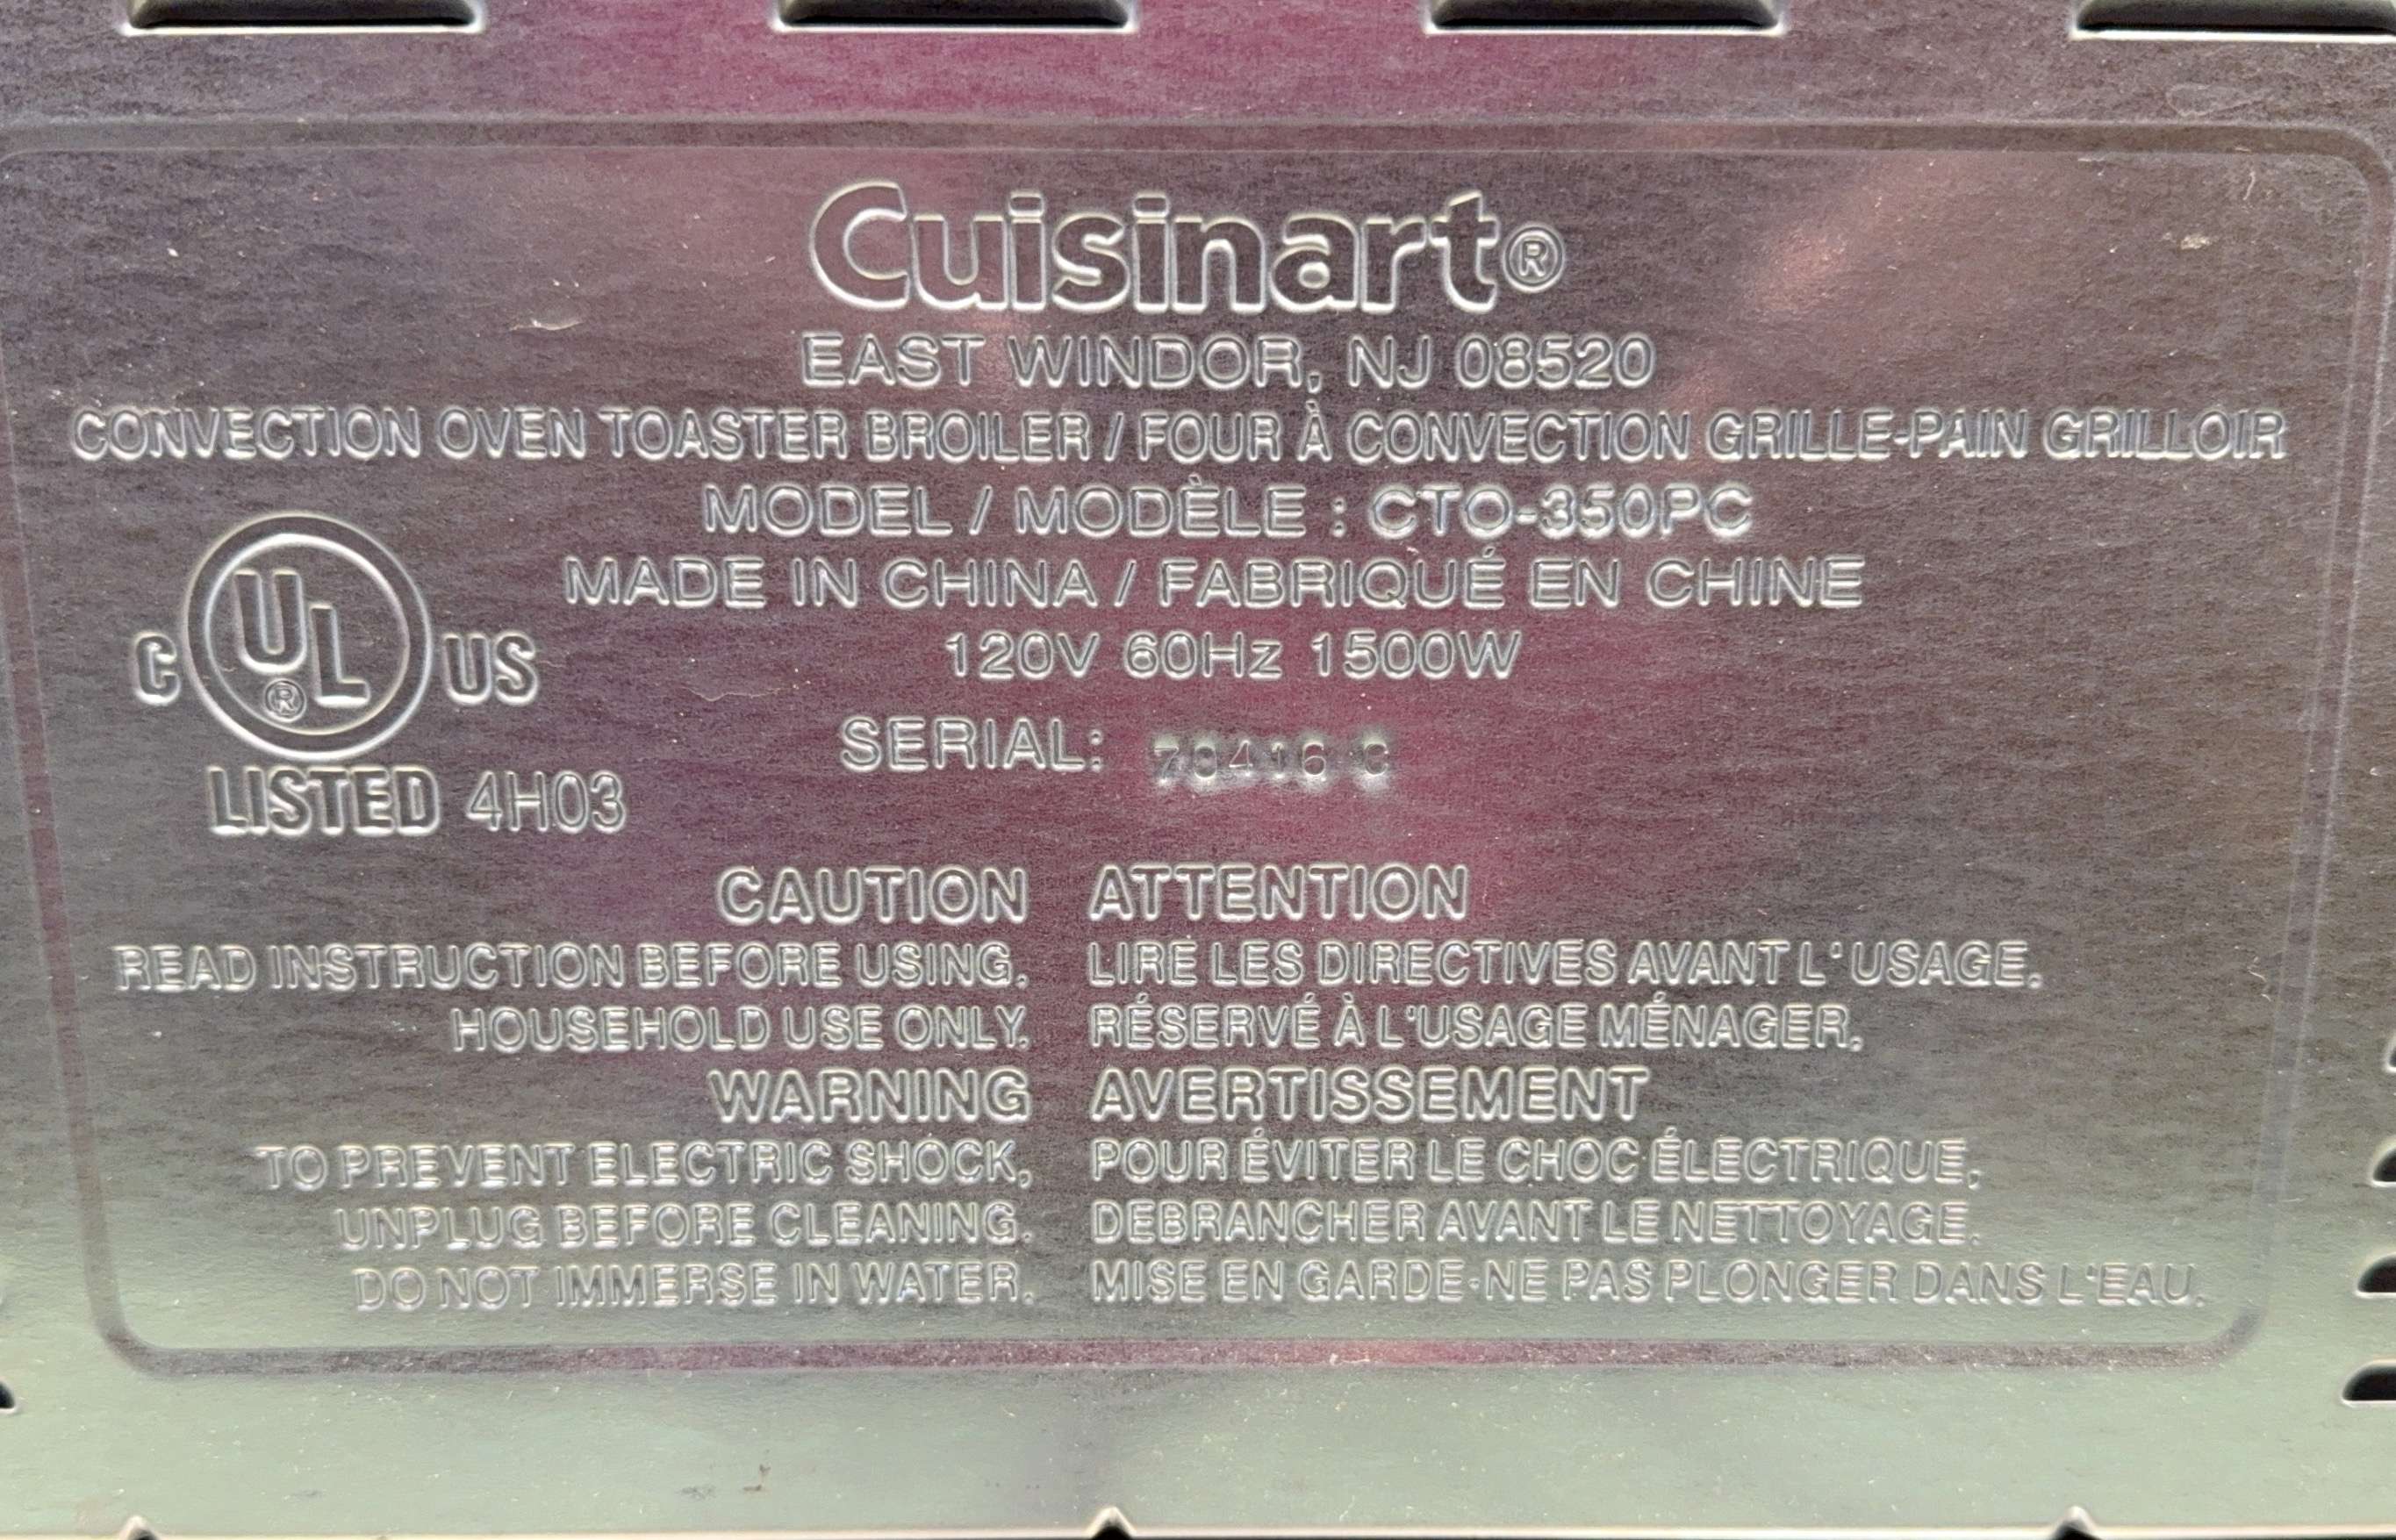 Cuisinart®
EAST WINDOR, NJ 08520
CONVECTION OVEN TOASTER BROILER / FOUR À CONVECTION GRILLE-PAIN GRILLOIR
MODEL / MODÈLE : CTO-350PC
MADE IN CHINA / FABRIQUÉ EN CHINE
120V 60Hz 1500W
C UL® US
LISTED 4H03
SERIAL:
CAUTION
READ INSTRUCTION BEFORE USING.
HOUSEHOLD USE ONLY.
WARNING
TO PREVENT ELECTRIC SHOCK,
UNPLUG BEFORE CLEANING.
DO NOT IMMERSE IN WATER.
ATTENTION
LIRE LES DIRECTIVES AVANT L'USAGE.
RÉSERVÉ À L'USAGE MÉNAGER.
AVERTISSEMENT
POUR ÉVITER LE CHOC ÉLECTRIQUE,
DEBRANCHER AVANT LE NETTOYAGE.
MISE EN GARDE-NE PAS PLONGER DANS L'EAU.